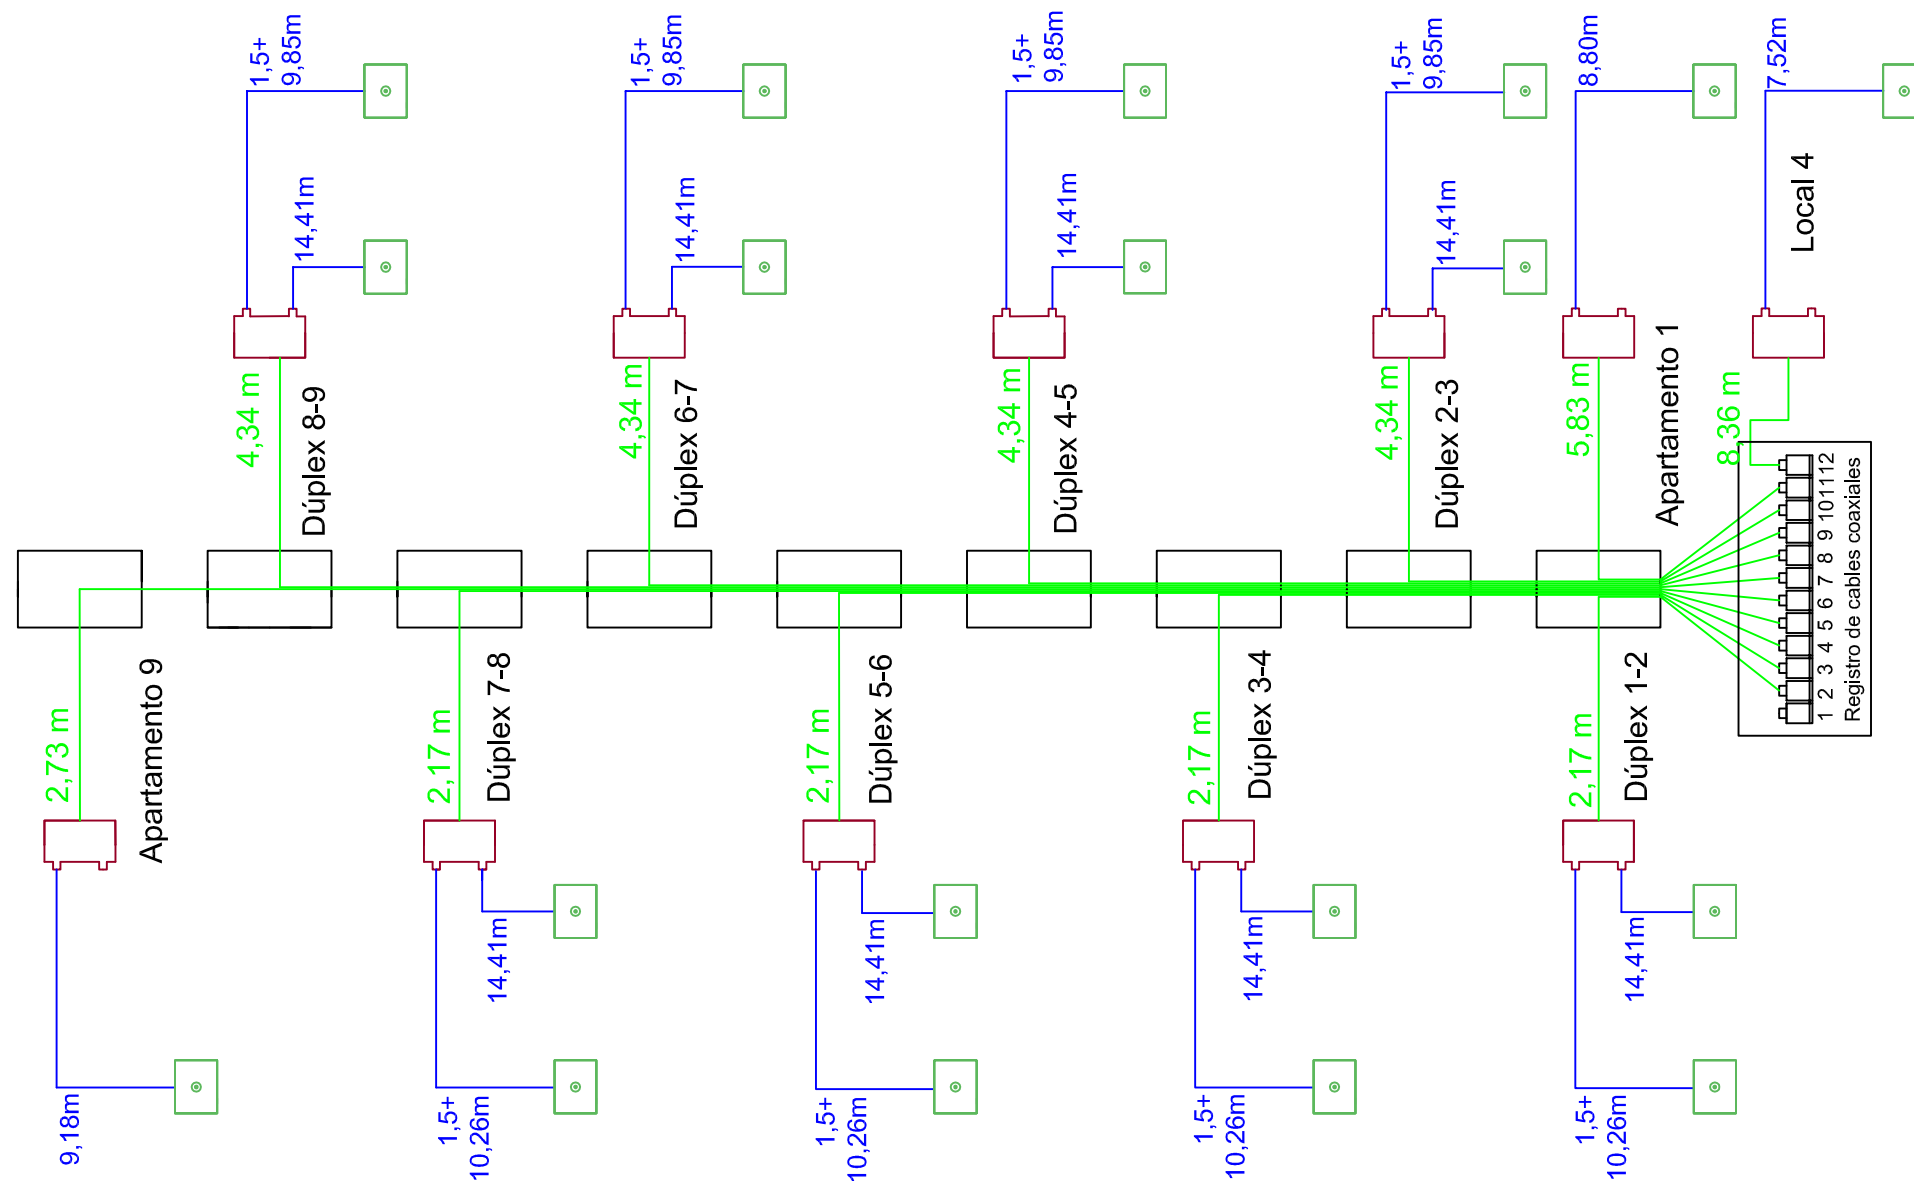 1,5+
9,85m
14,41m
4,34 m
Dúplex 8-9
1,5+
9,85m
14,41m
4,34 m
Dúplex 6-7
1,5+
9,85m
14,41m
4,34 m
Dúplex 4-5
1,5+
9,85m
14,41m
4,34 m
Dúplex 2-3
8,80m
5,83 m
Apartamento 1
7,52m
Local 4
8,36 m
1 2 3 4 5 6 7 8 9 10 11 12
Registro de cables coaxiales
2,73 m
Apartamento 9
9,18m
2,17 m
Dúplex 7-8
14,41m
1,5+
10,26m
2,17 m
Dúplex 5-6
14,41m
1,5+
10,26m
2,17 m
Dúplex 3-4
14,41m
1,5+
10,26m
2,17 m
Dúplex 1-2
14,41m
1,5+
10,26m